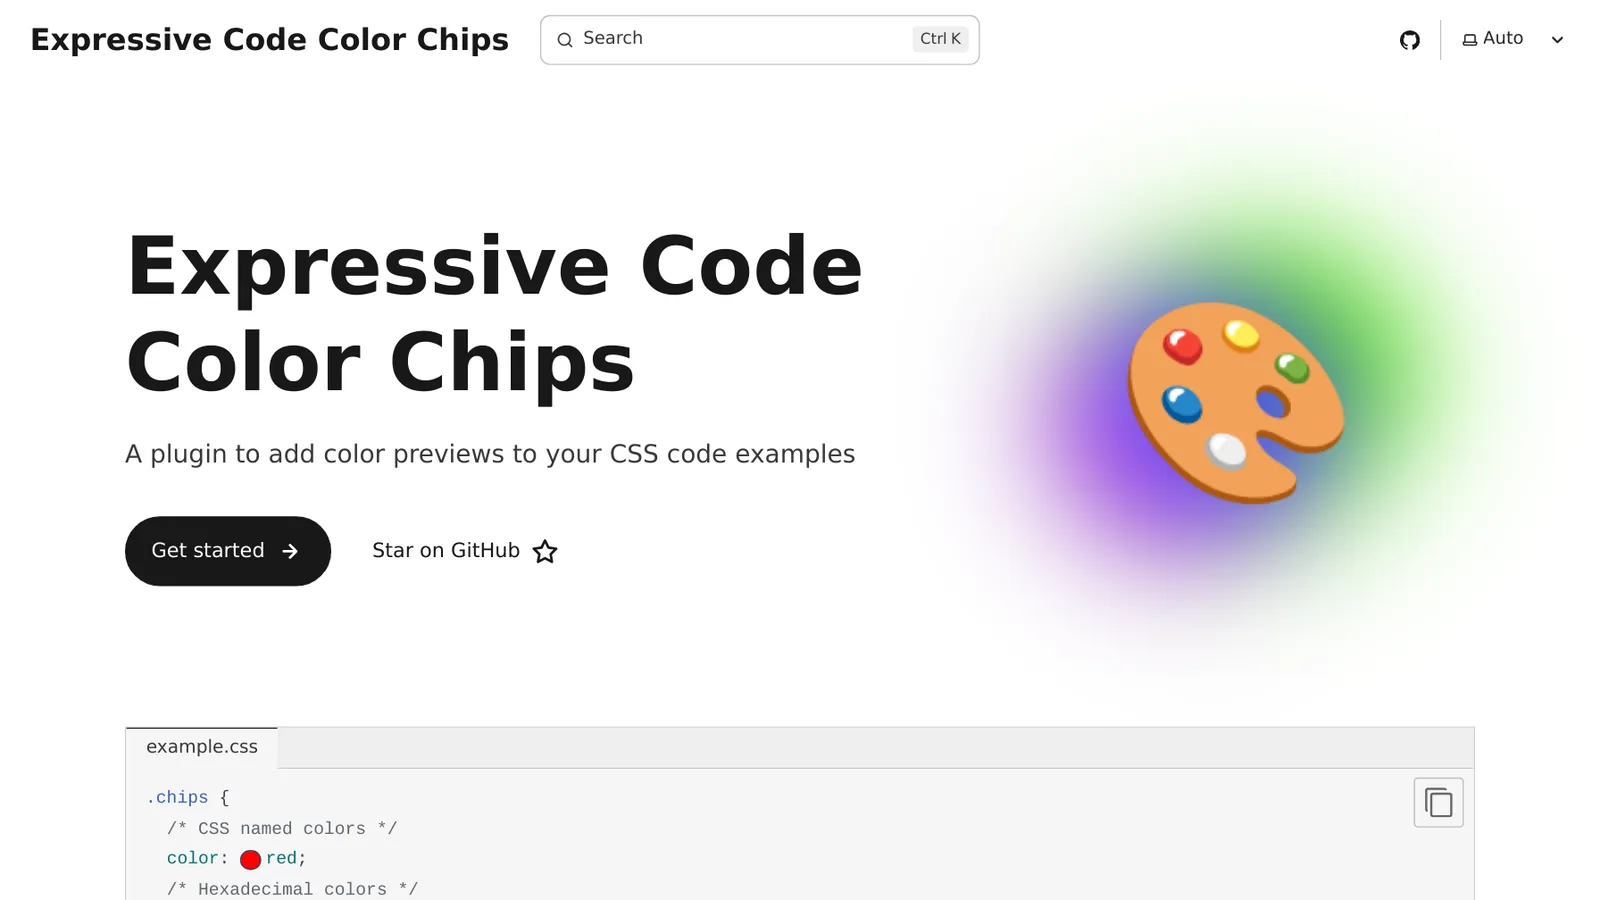 Expressive Code Color Chips
Search
Ctrl K
Auto
Expressive Code
Color Chips
A plugin to add color previews to your CSS code examples
Get started
Star on GitHub
example.css
.chips {
/* CSS named colors */
color: red;
/* Hexadecimal colors */